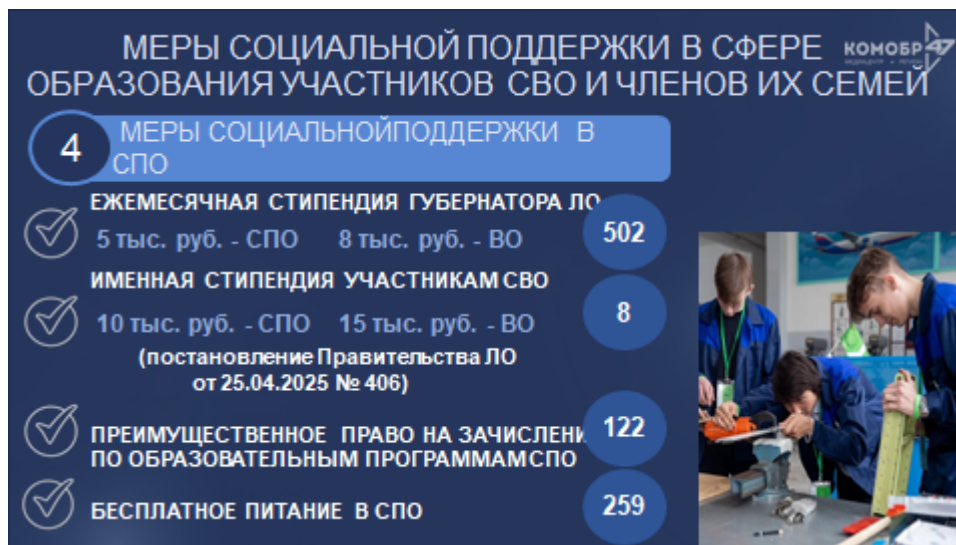 МЕРЫ СОЦИАЛЬНОЙ ПОДДЕРЖКИ В СФЕРЕ
ОБРАЗОВАНИЯ УЧАСТНИКОВ СВО И ЧЛЕНОВ ИХ СЕМЕЙ
КОМОБР 47
МЕДИАЦЕНТР • РЕГИОН
4
МЕРЫ СОЦИАЛЬНОЙПОДДЕРЖКИ В
СПО
ЕЖЕМЕСЯЧНАЯ СТИПЕНДИЯ ГУБЕРНАТОРА ЛО
5 тыс. руб. - СПО 8 тыс. руб. - ВО
502
ИМЕННАЯ СТИПЕНДИЯ УЧАСТНИКАМ СВО
10 тыс. руб. - СПО 15 тыс. руб. - ВО
8
(постановление Правительства ЛО
от 25.04.2025 № 406)
ПРЕИМУЩЕСТВЕННОЕ ПРАВО НА ЗАЧИСЛЕНИ
ПО ОБРАЗОВАТЕЛЬНЫМ ПРОГРАММАМ СПО
122
БЕСПЛАТНОЕ ПИТАНИЕ В СПО
259